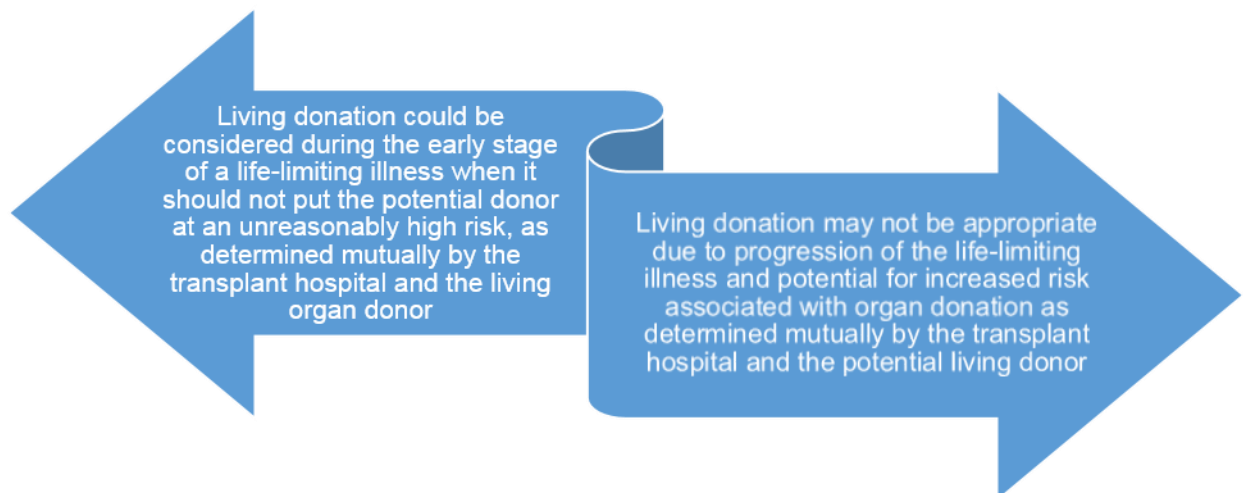 Living donation could be
considered during the early stage
of a life-limiting illness when it
should not put the potential donor
at an unreasonably high risk, as
determined mutually by the
transplant hospital and the living
organ donor
Living donation may not be appropriate
due to progression of the life-limiting
illness and potential for increased risk
associated with organ donation as
determined mutually by the transplant
hospital and the potential living donor